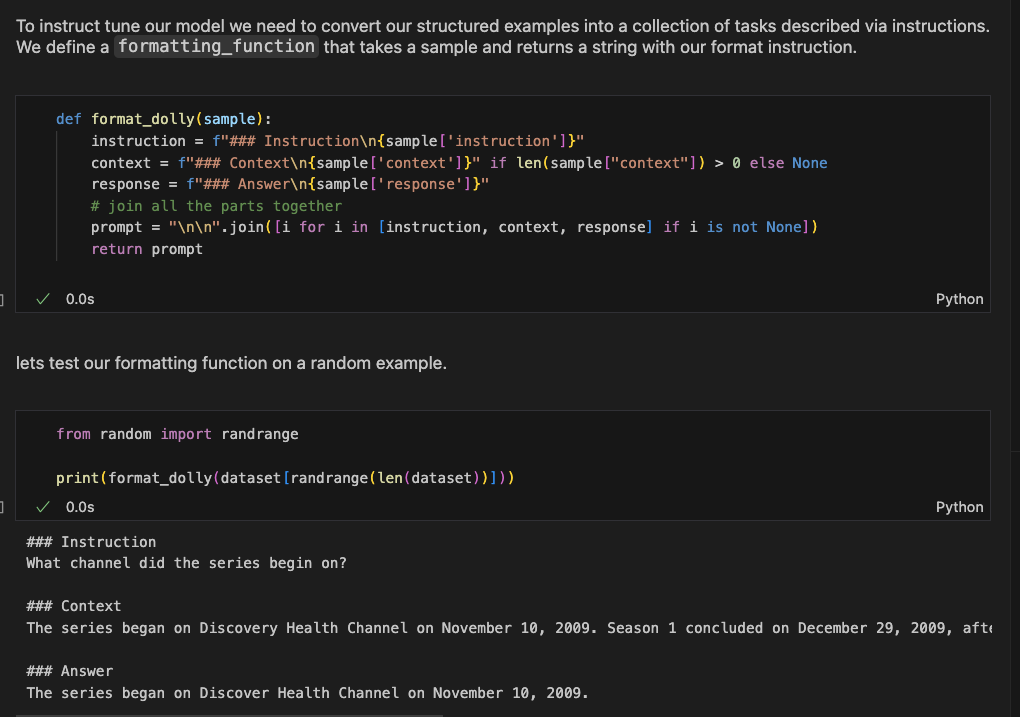 To instruct tune our model we need to convert our structured examples into a collection of tasks described via instructions.
We define a formatting_function that takes a sample and returns a string with our format instruction.
def format_dolly(sample):
    instruction = f"### Instruction\n{sample['instruction']}"
    context = f"### Context\n{sample['context']}" if len(sample["context"]) > 0 else None
    response = f"### Answer\n{sample['response']}"
    # join all the parts together
    prompt = "\n\n".join([i for i in [instruction, context, response] if i is not None])
    return prompt
✓ 0.0s Python
lets test our formatting function on a random example.
from random import randrange
print(format_dolly(dataset[randrange(len(dataset))]))
✓ 0.0s Python
### Instruction
What channel did the series begin on?
### Context
The series began on Discovery Health Channel on November 10, 2009. Season 1 concluded on December 29, 2009,
### Answer
The series began on Discover Health Channel on November 10, 2009.